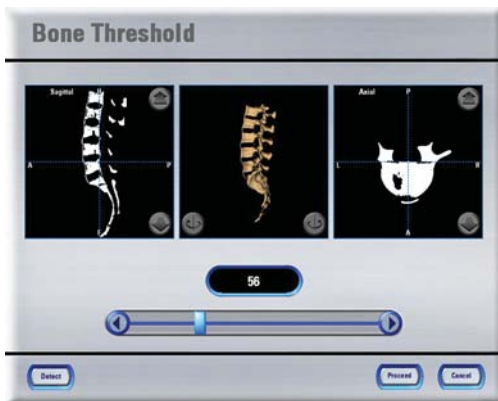 Bone Threshold
Sagittal
H
A
P
F
Axial
P
L
R
A
56
Detect
Proceed
Cancel